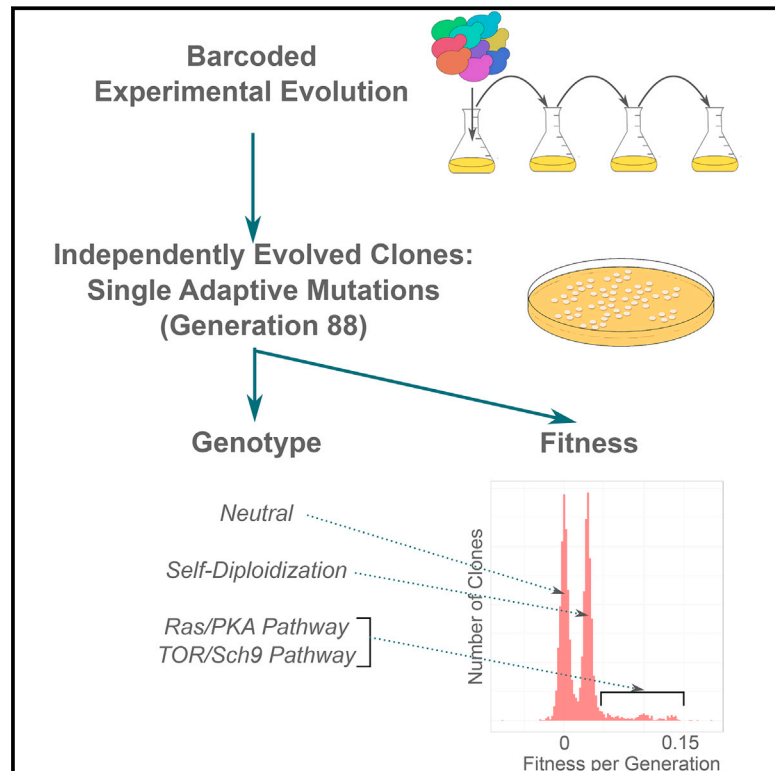 Barcoded
Experimental Evolution
Independently Evolved Clones:
Single Adaptive Mutations
(Generation 88)
Genotype
Fitness
Neutral
Self-Diploidization
Ras/PKA Pathway
TOR/Sch9 Pathway
Number of Clones
0
0.15
Fitness per Generation